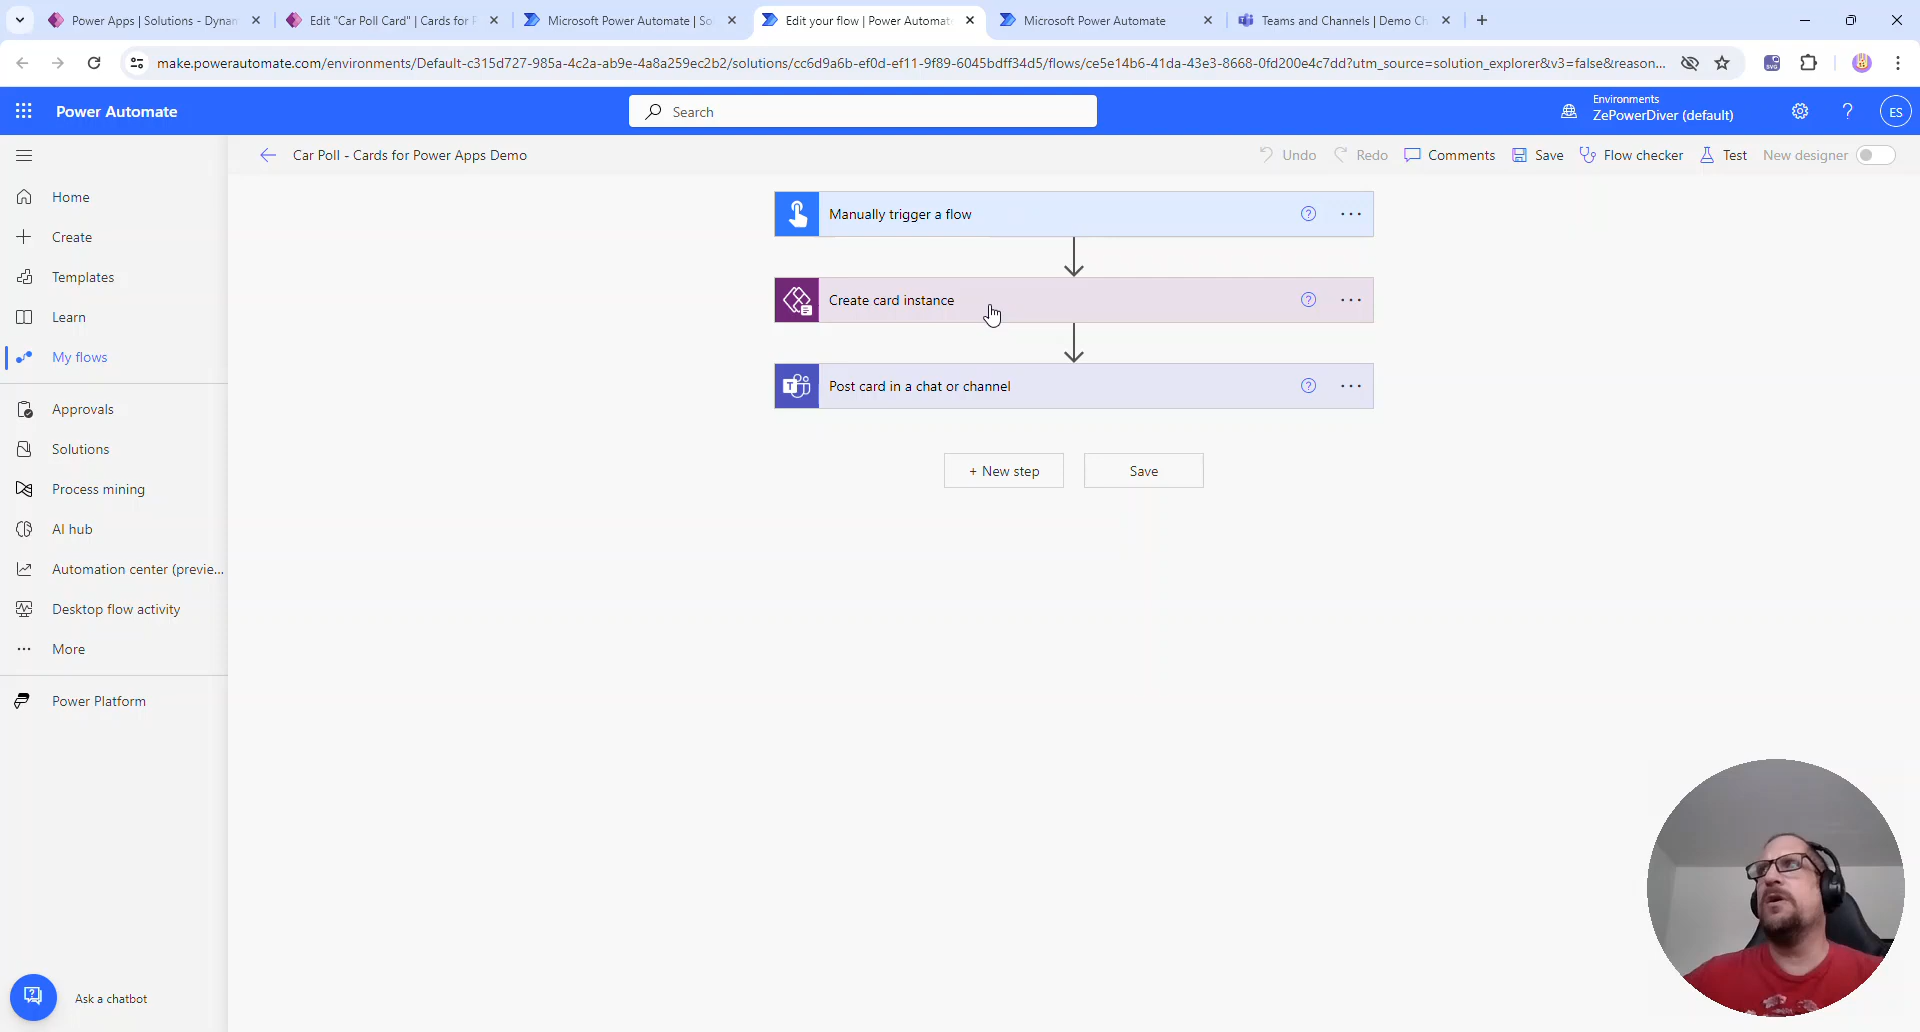 Power Apps | Solutions - Dynam
Edit "Car Poll Card" | Cards for P
Microsoft Power Automate | So
Edit your flow | Power Automate
Microsoft Power Automate
Teams and Channels | Demo Ch
make.powerautomate.com/environments/Default-c315d727-985a-4c2a-ab9e-4a8a259ec2b2/solutions/cc6d9a6b-ef0d-ef11-9f89-6045bdff34d5/flows/ce5e14b6-41da-43e3-8668-0fd200e4c7dd?utm_source=solution_explorer&v3=false&reason...
Power Automate
Search
Environments
ZePowerDiver (default)
ES
Car Poll - Cards for Power Apps Demo
Undo
Redo
Comments
Save
Flow checker
Test
New designer
Home
Create
Templates
Learn
My flows
Approvals
Solutions
Process mining
AI hub
Automation center (previe...
Desktop flow activity
More
Power Platform
Ask a chatbot
Manually trigger a flow
Create card instance
Post card in a chat or channel
+ New step
Save